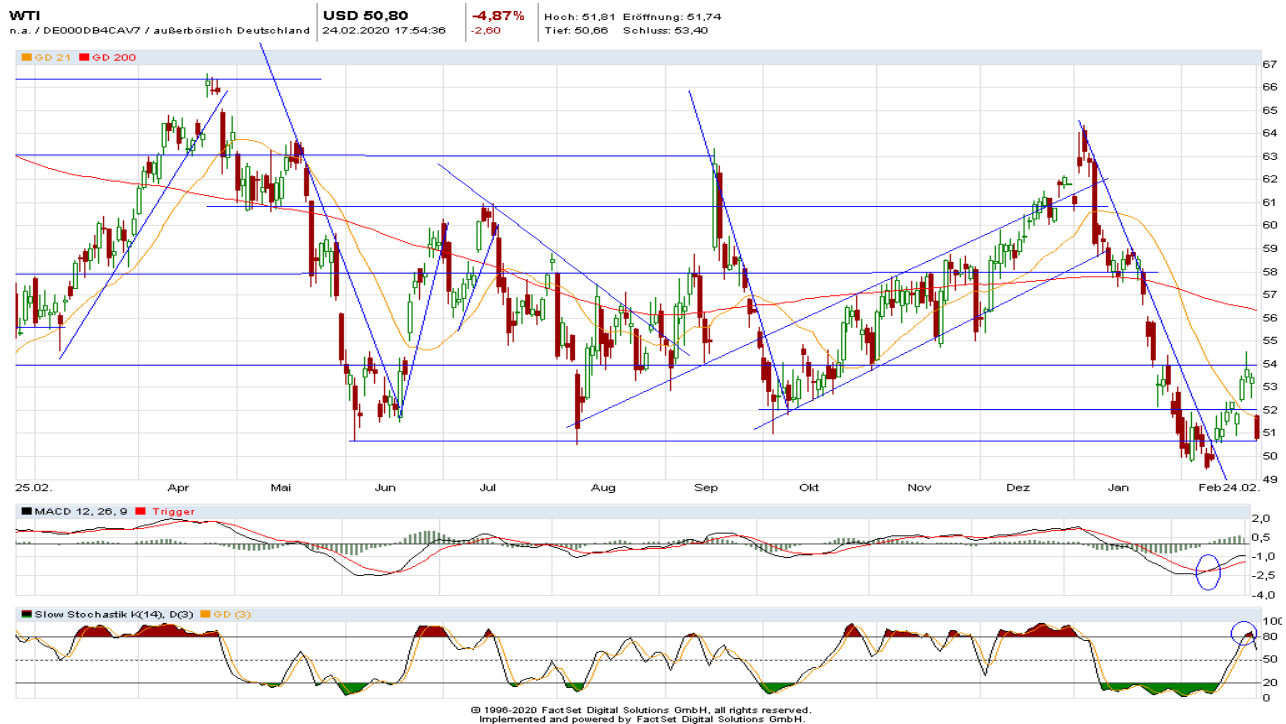 WTI
n.a. / DE000DB4CAV7 / außerbörslich Deutschland
USD 50,80
24.02.2020 17:54:36
-4,87%
-2,60
Hoch: 51,81 Eröffnung: 51,74
Tief: 50,66 Schluss: 53,40
GD 21 GD 200
67
66
65
64
63
62
61
60
59
58
57
56
55
54
53
52
51
50
49
25.02. Apr Mai Jun Jul Aug Sep Okt Nov Dez Jan Feb 24.02.
MACD 12, 26, 9 Trigger
2,0
0,5
-1,0
-2,5
-4,0
Slow Stochastik K(14), D(3) GD (3)
100
80
50
20
0
© 1996-2020 FactSet Digital Solutions GmbH, all rights reserved.
Implemented and powered by FactSet Digital Solutions GmbH.